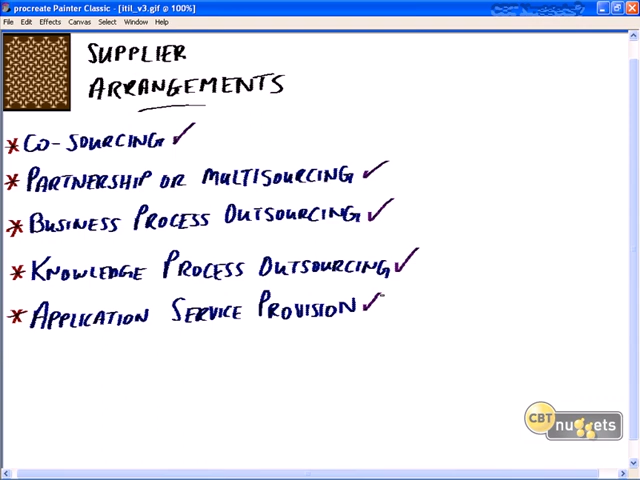 procreate Painter Classic - [itil_v3.gif @ 100%]
File Edit Effects Canvas Select Window Help
SUPPLIER
ARRANGEMENTS
* CO-SOURCING ✓
* PARTNERSHIP OR MULTISOURCING ✓
* BUSINESS PROCESS OUTSOURCING ✓
* KNOWLEDGE PROCESS OUTSOURCING ✓
* APPLICATION SERVICE PROVISION ✓
CBT nuggets